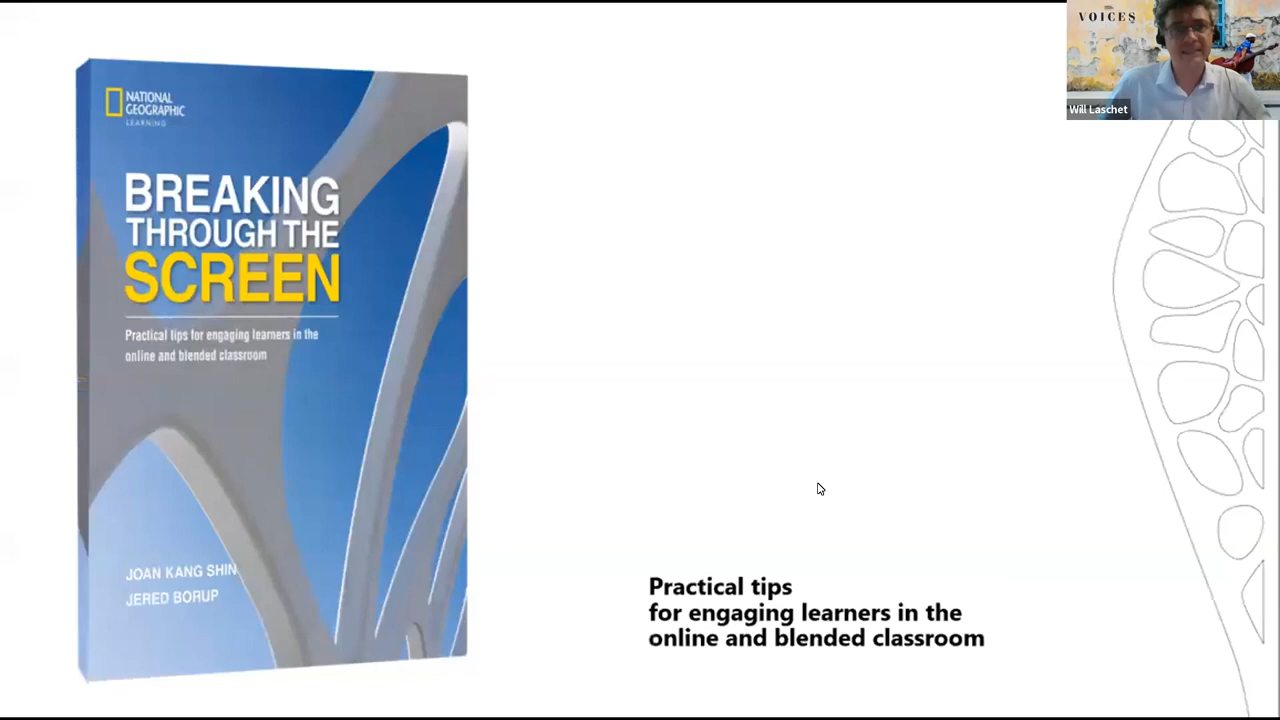 VOICES
Will Laschet
NATIONAL
GEOGRAPHIC
LEARNING
BREAKING
THROUGH THE
SCREEN
Practical tips for engaging learners in the
online and blended classroom
JOAN KANG SHIN
JERED BORUP
Practical tips
for engaging learners in the
online and blended classroom